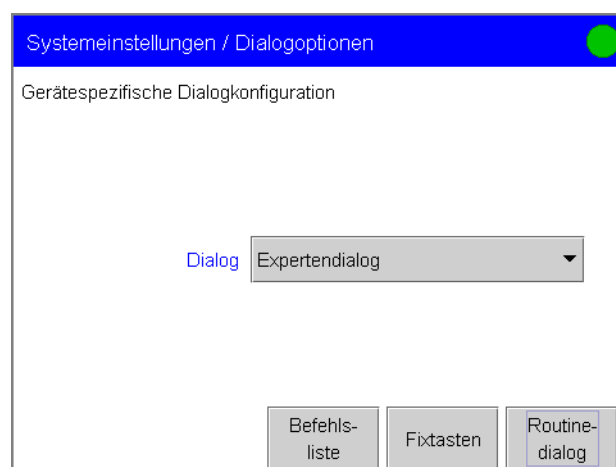 Systemeinstellungen / Dialogoptionen
Gerätespezifische Dialogkonfiguration
Dialog Expertendialog
Befehls-
liste
Fixtasten
Routine-
dialog